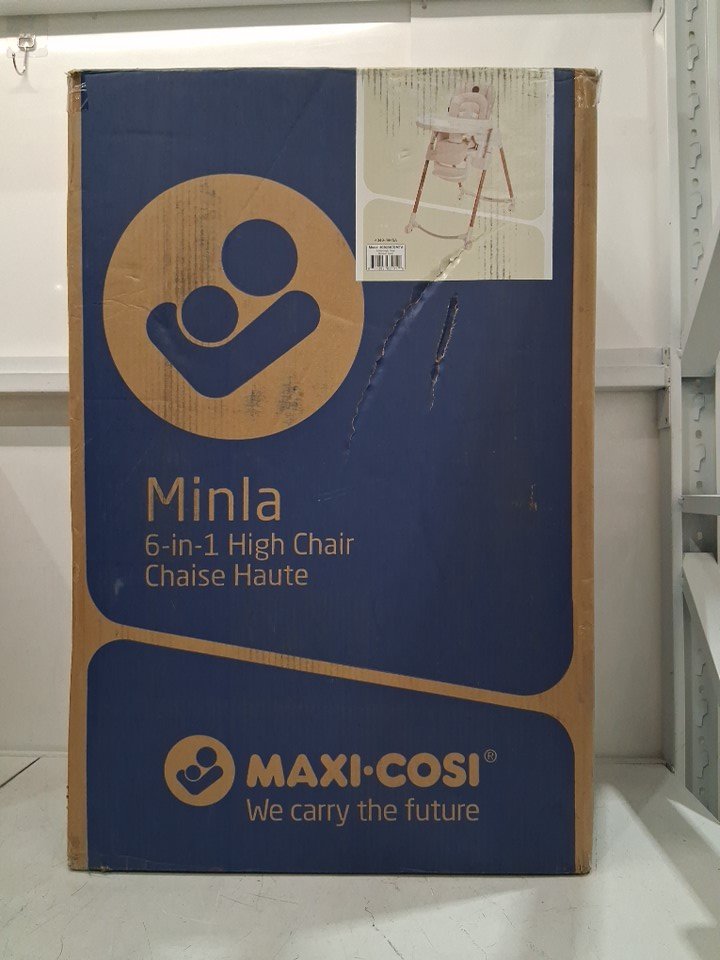 Minla
6-in-1 High Chair
Chaise Haute
MAXI•COSI®
We carry the future